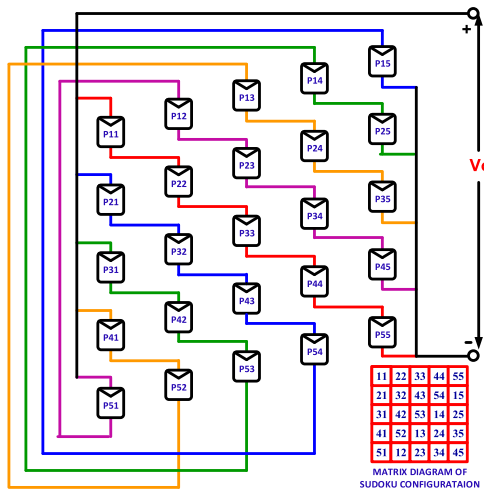 +
P15
P14
P13
P12
P11
P25
P24
P23
P22
P21
P35
P34
P33
P32
P31
P45
P44
P43
P42
P41
P55
P54
P53
P52
P51
-
11 22 33 44 55
21 32 43 54 15
31 42 53 14 25
41 52 13 24 35
51 12 23 34 45
MATRIX DIAGRAM OF
SUDOKU CONFIGURATAION